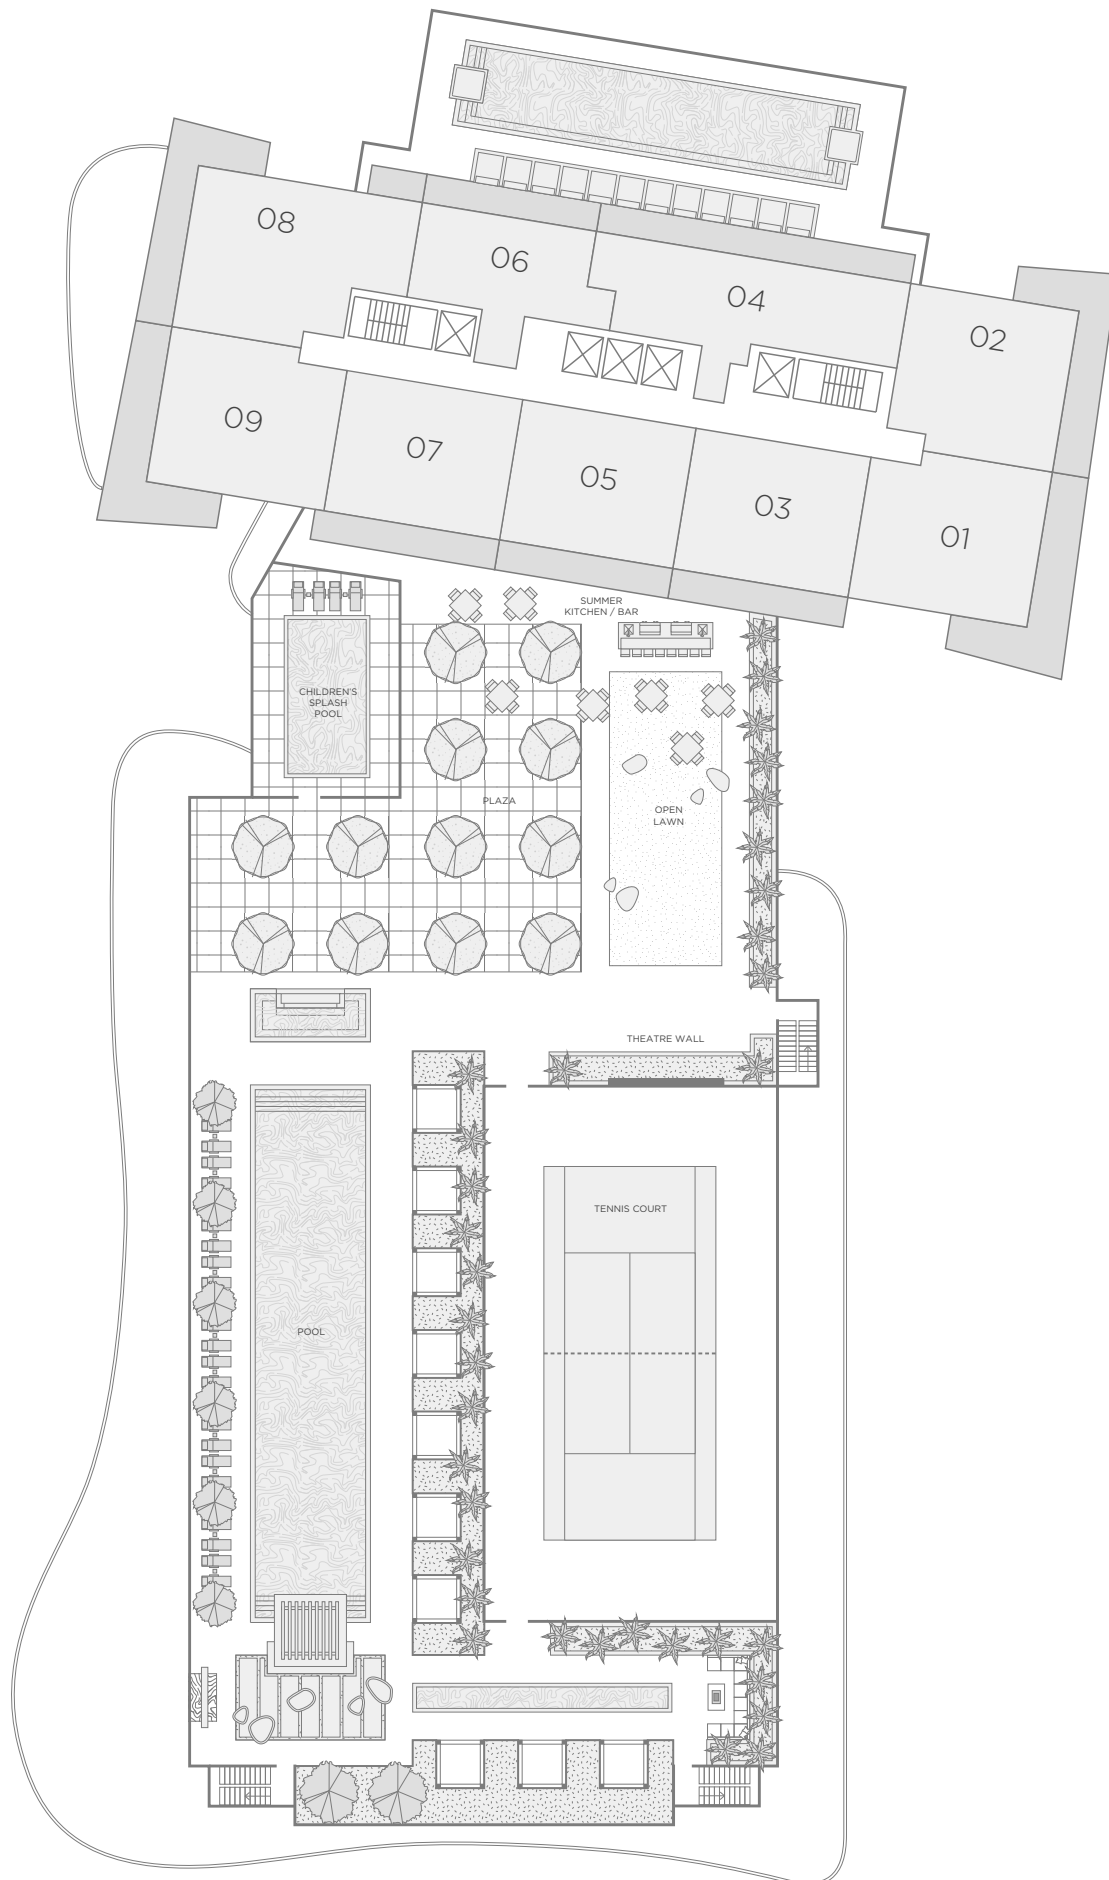 08
06
04
02
09
07
05
03
01
SUMMER
KITCHEN / BAR
CHILDREN'S
SPLASH
POOL
PLAZA
OPEN
LAWN
THEATRE WALL
TENNIS COURT
POOL